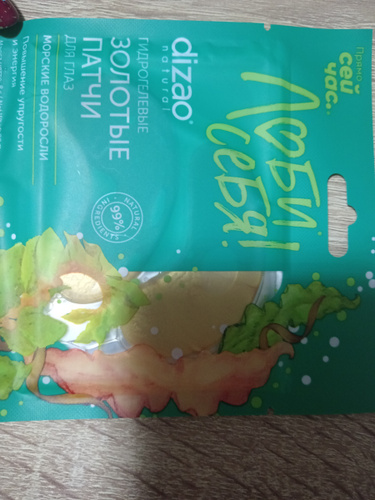 Прямо
сей
час.
ЛЮБИ
СЕБЯ!
dizao®
natural
ГИДРОГЕЛЕВЫЕ
ЗОЛОТЫЕ
ПАТЧИ
ДЛЯ ГЛАЗ
NATURAL
99%
INGREDIENTS
МОРСКИЕ ВОДОРОСЛИ
Повышение упругости
и энергия